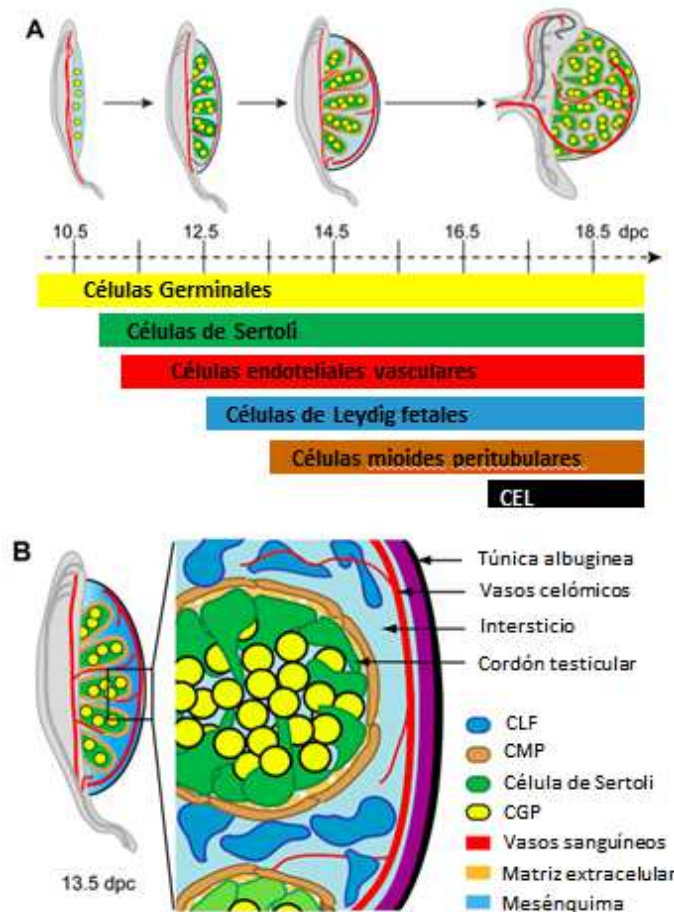 A
10.5 12.5 14.5 16.5 18.5 dpc
Células Germinales
Células de Sertoli
Células endoteliales vasculares
Células de Leydig fetales
Células mioides peritubulares
CEL
B
Túnica albuginea
Vasos celómicos
Intersticio
Cordón testicular
CLF
CMP
Célula de Sertoli
CGP
Vasos sanguíneos
Matriz extracelular
Mesénquima
13.5 dpc